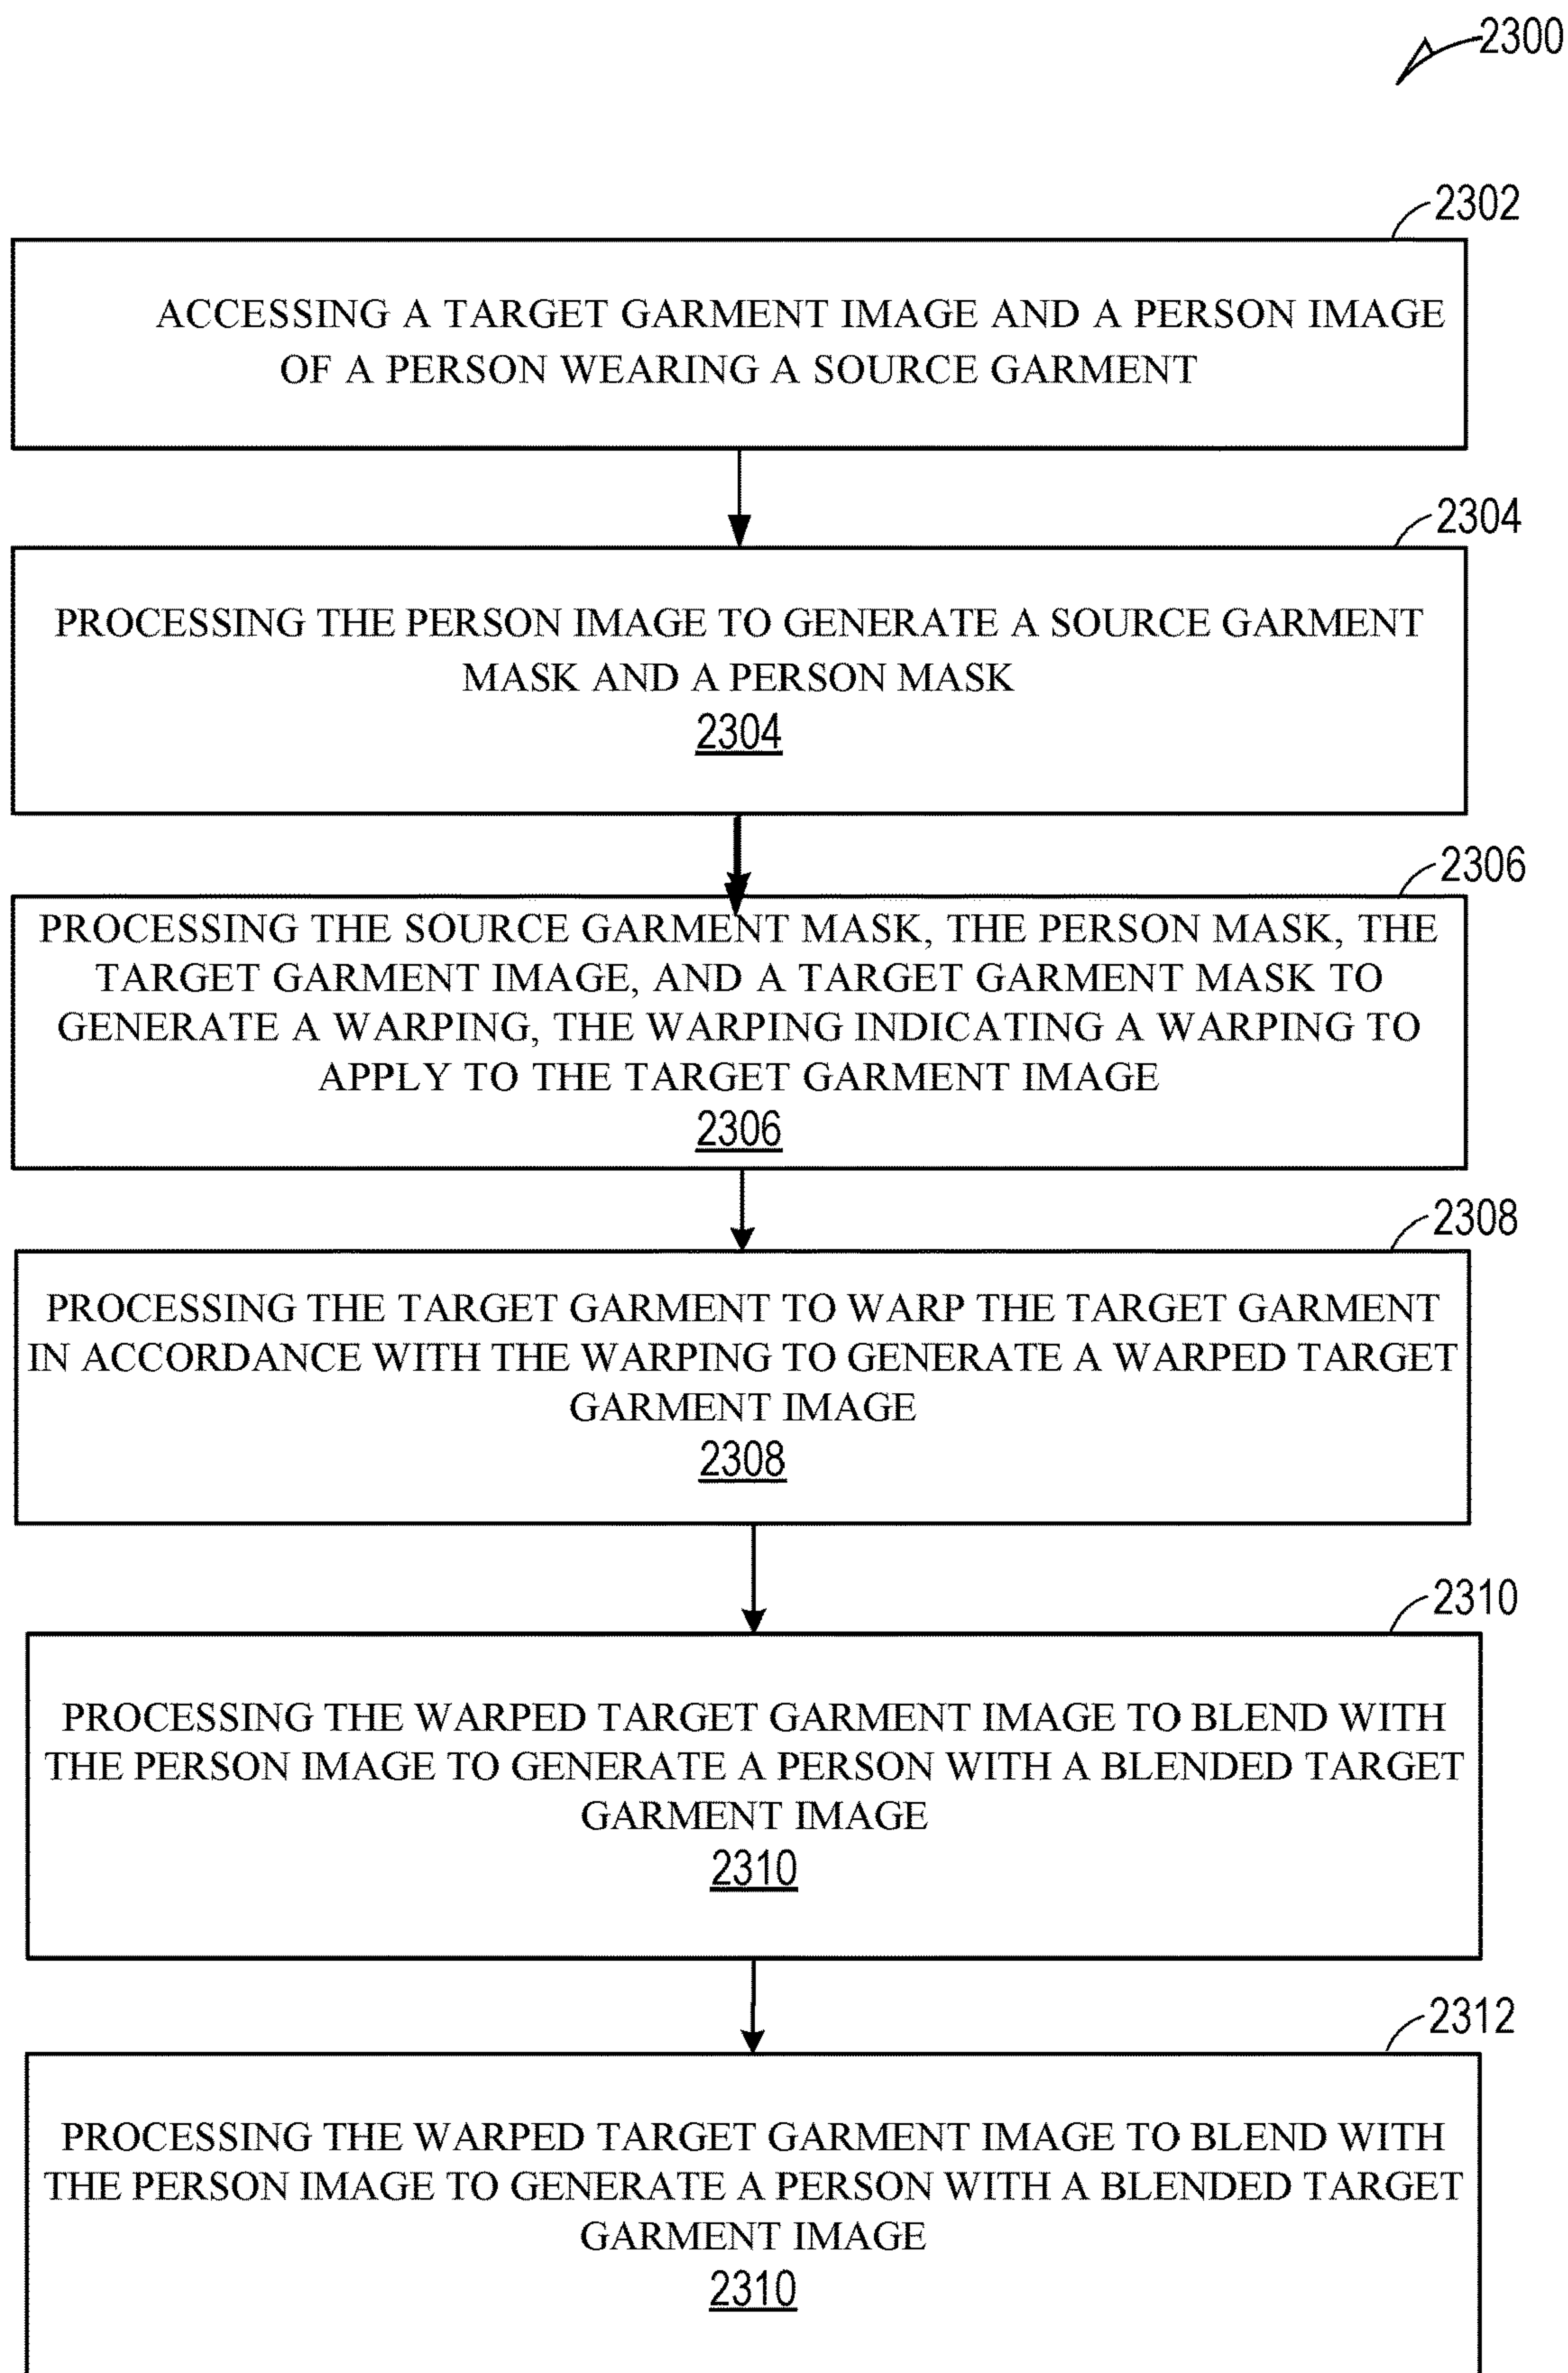 2300
2302
ACCESSING A TARGET GARMENT IMAGE AND A PERSON IMAGE
OF A PERSON WEARING A SOURCE GARMENT
2304
PROCESSING THE PERSON IMAGE TO GENERATE A SOURCE GARMENT
MASK AND A PERSON MASK
2304
2306
PROCESSING THE SOURCE GARMENT MASK, THE PERSON MASK, THE
TARGET GARMENT IMAGE, AND A TARGET GARMENT MASK TO
GENERATE A WARPING, THE WARPING INDICATING A WARPING TO
APPLY TO THE TARGET GARMENT IMAGE
2306
2308
PROCESSING THE TARGET GARMENT TO WARP THE TARGET GARMENT
IN ACCORDANCE WITH THE WARPING TO GENERATE A WARPED TARGET
GARMENT IMAGE
2308
2310
PROCESSING THE WARPED TARGET GARMENT IMAGE TO BLEND WITH
THE PERSON IMAGE TO GENERATE A PERSON WITH A BLENDED TARGET
GARMENT IMAGE
2310
2312
PROCESSING THE WARPED TARGET GARMENT IMAGE TO BLEND WITH
THE PERSON IMAGE TO GENERATE A PERSON WITH A BLENDED TARGET
GARMENT IMAGE
2310